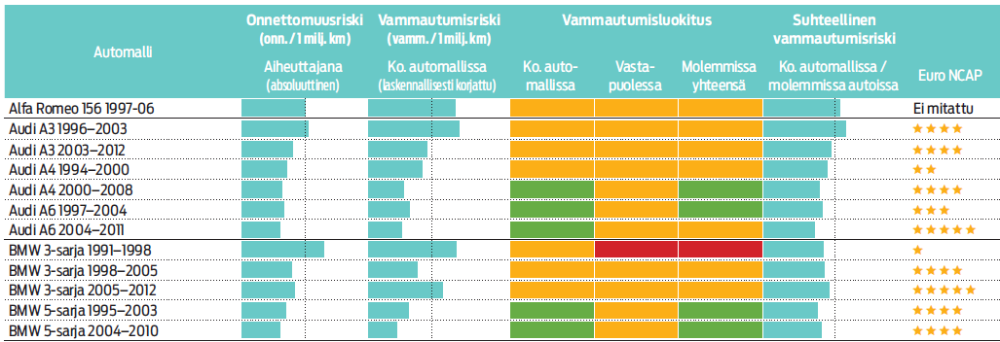 Automalli
Onnettomuusriski
(onn. / 1 milj. km)
Aiheuttajana
(absoluuttinen)
Vammautumisriski
(vamm. / 1 milj. km)
Ko. automallissa
(laskennallisesti korjattu)
Vammautumisluokitus
Ko. auto-
mallissa
Vasta-
puolessa
Molemmissa
yhteensä
Suhteellinen
vammautumisriski
Ko. automallissa /
molemmissa autoissa
Euro NCAP
Alfa Romeo 156 1997-06 Ei mitattu
Audi A3 1996–2003 ★★★★
Audi A3 2003–2012 ★★★★
Audi A4 1994–2000 ★★
Audi A4 2000–2008 ★★★★
Audi A6 1997–2004 ★★★
Audi A6 2004–2011 ★★★★★
BMW 3-sarja 1991–1998 ★
BMW 3-sarja 1998–2005 ★★★★
BMW 3-sarja 2005–2012 ★★★★★
BMW 5-sarja 1995–2003 ★★★★
BMW 5-sarja 2004–2010 ★★★★